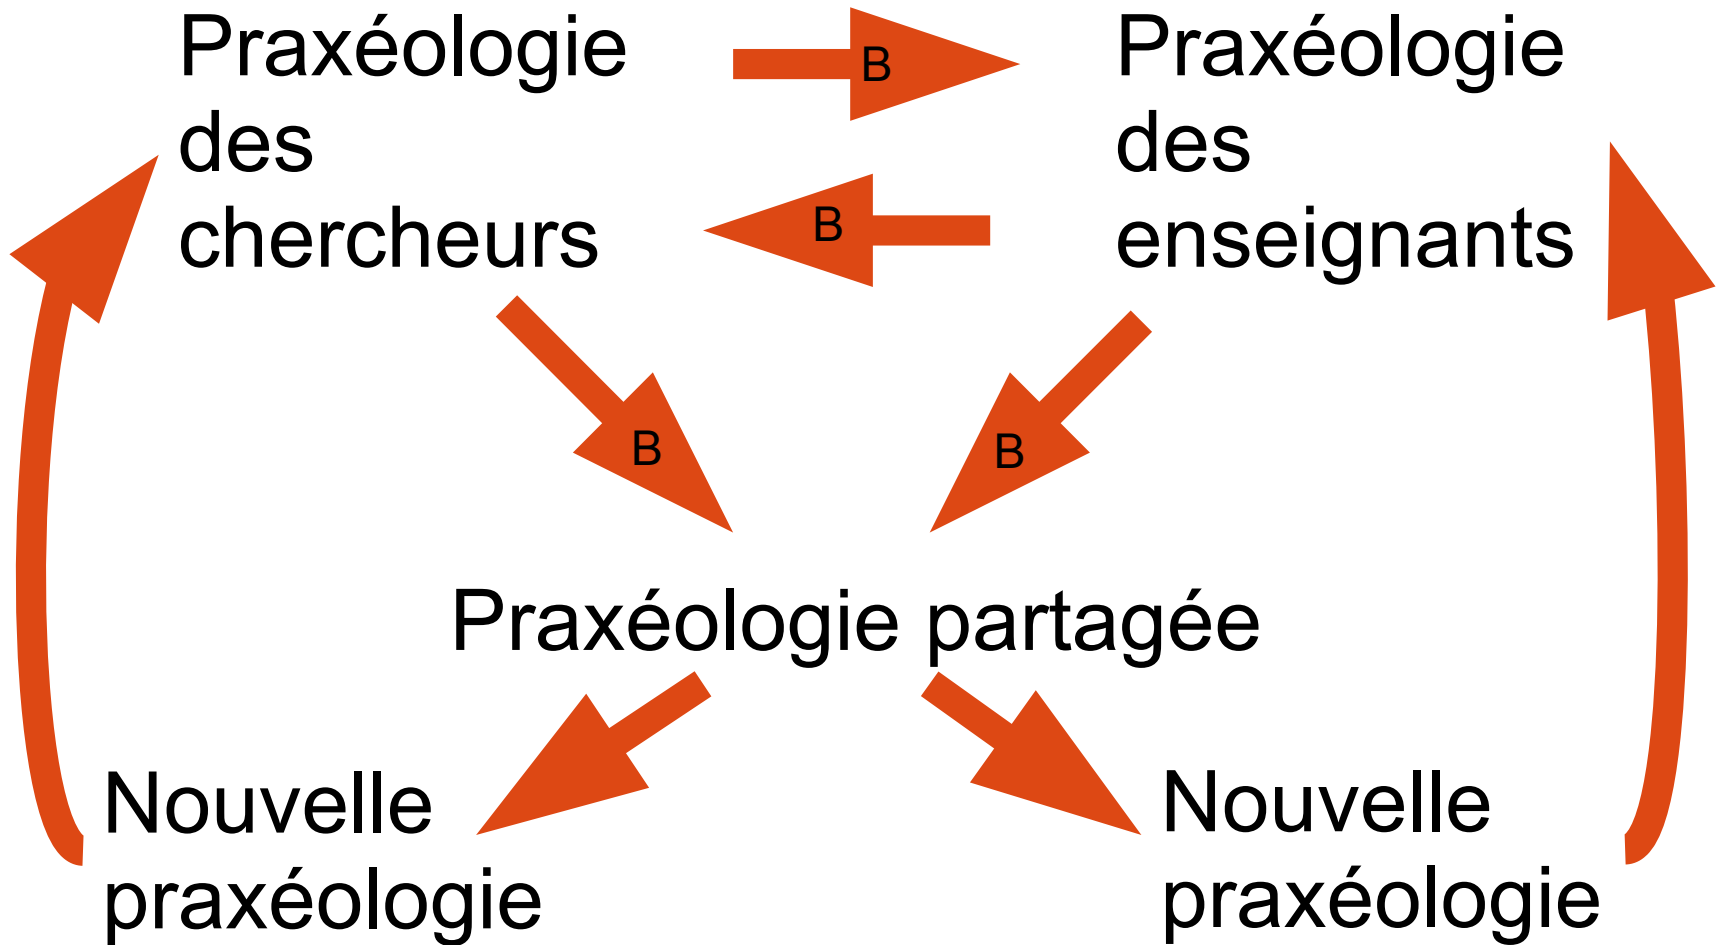 Praxéologie
des
chercheurs
B
B
Praxéologie
des
enseignants
B
B
Praxéologie partagée
Nouvelle
praxéologie
Nouvelle
praxéologie